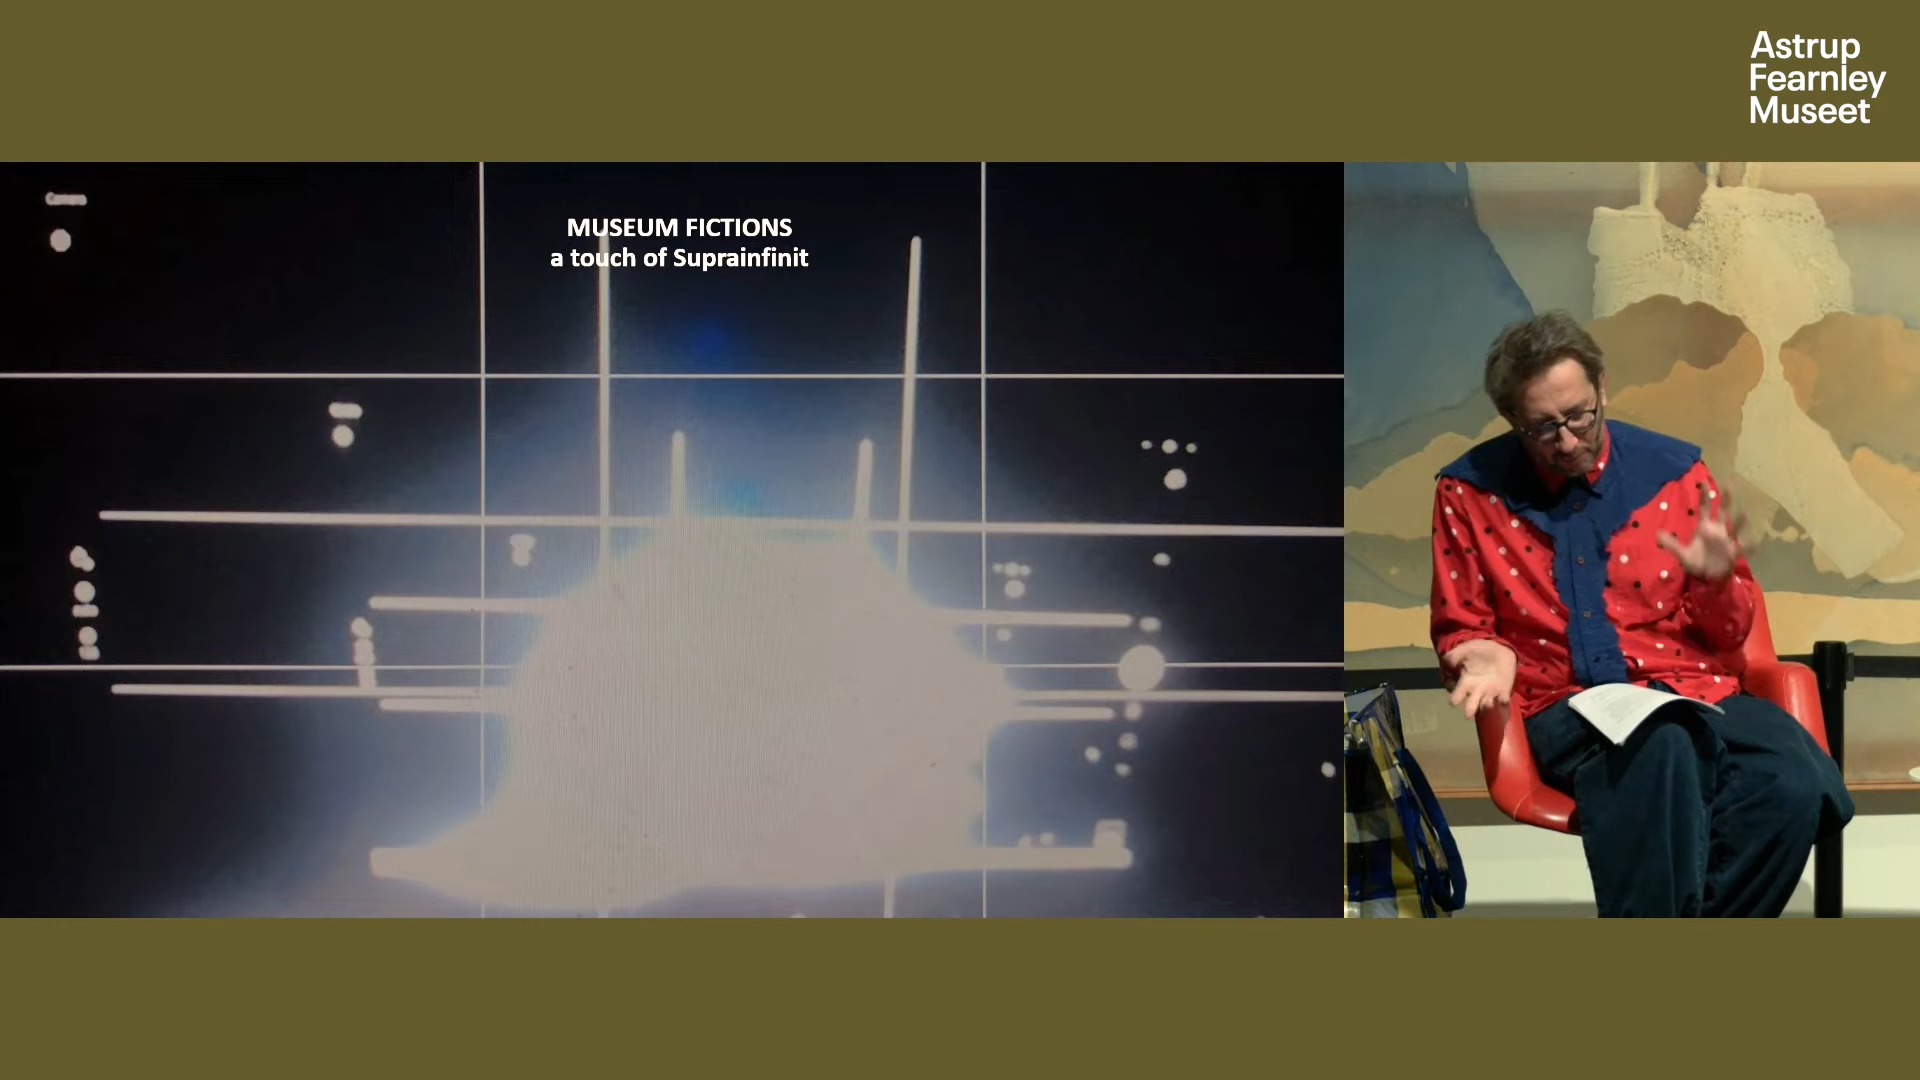 Astrup
Fearnley
Museet
MUSEUM FICTIONS
a touch of Suprainfinit